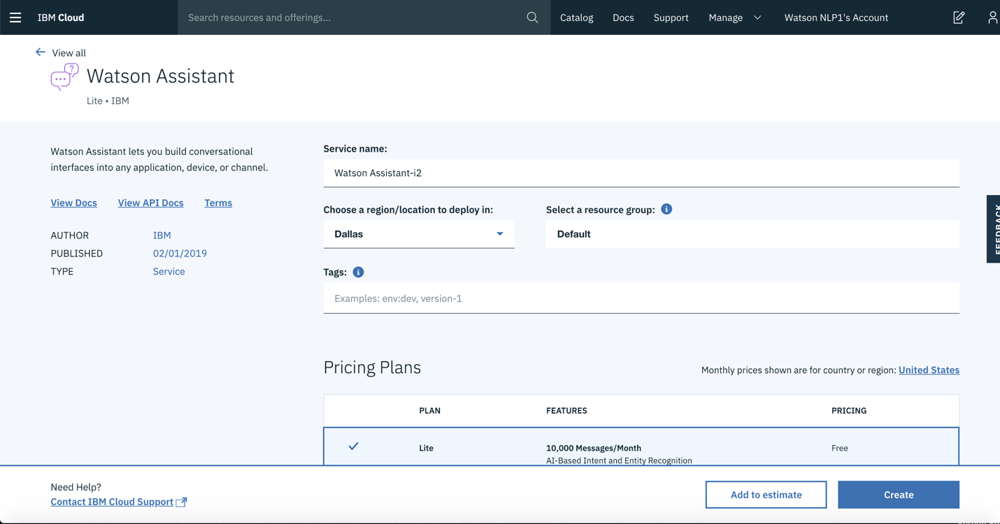 IBM Cloud
Search resources and offerings...
Catalog
Docs
Support
Manage
Watson NLP1's Account
View all
Watson Assistant
Lite • IBM
Watson Assistant lets you build conversational
interfaces into any application, device, or channel.
View Docs
View API Docs
Terms
AUTHOR IBM
PUBLISHED 02/01/2019
TYPE Service
Service name:
Watson Assistant-i2
Choose a region/location to deploy in:
Dallas
Select a resource group:
Default
Tags:
Examples: env:dev, version-1
FEEDBACK
Pricing Plans
Monthly prices shown are for country or region: United States
PLAN FEATURES PRICING
Lite 10,000 Messages/Month Free
AI-Based Intent and Entity Recognition
Need Help?
Contact IBM Cloud Support
Add to estimate
Create